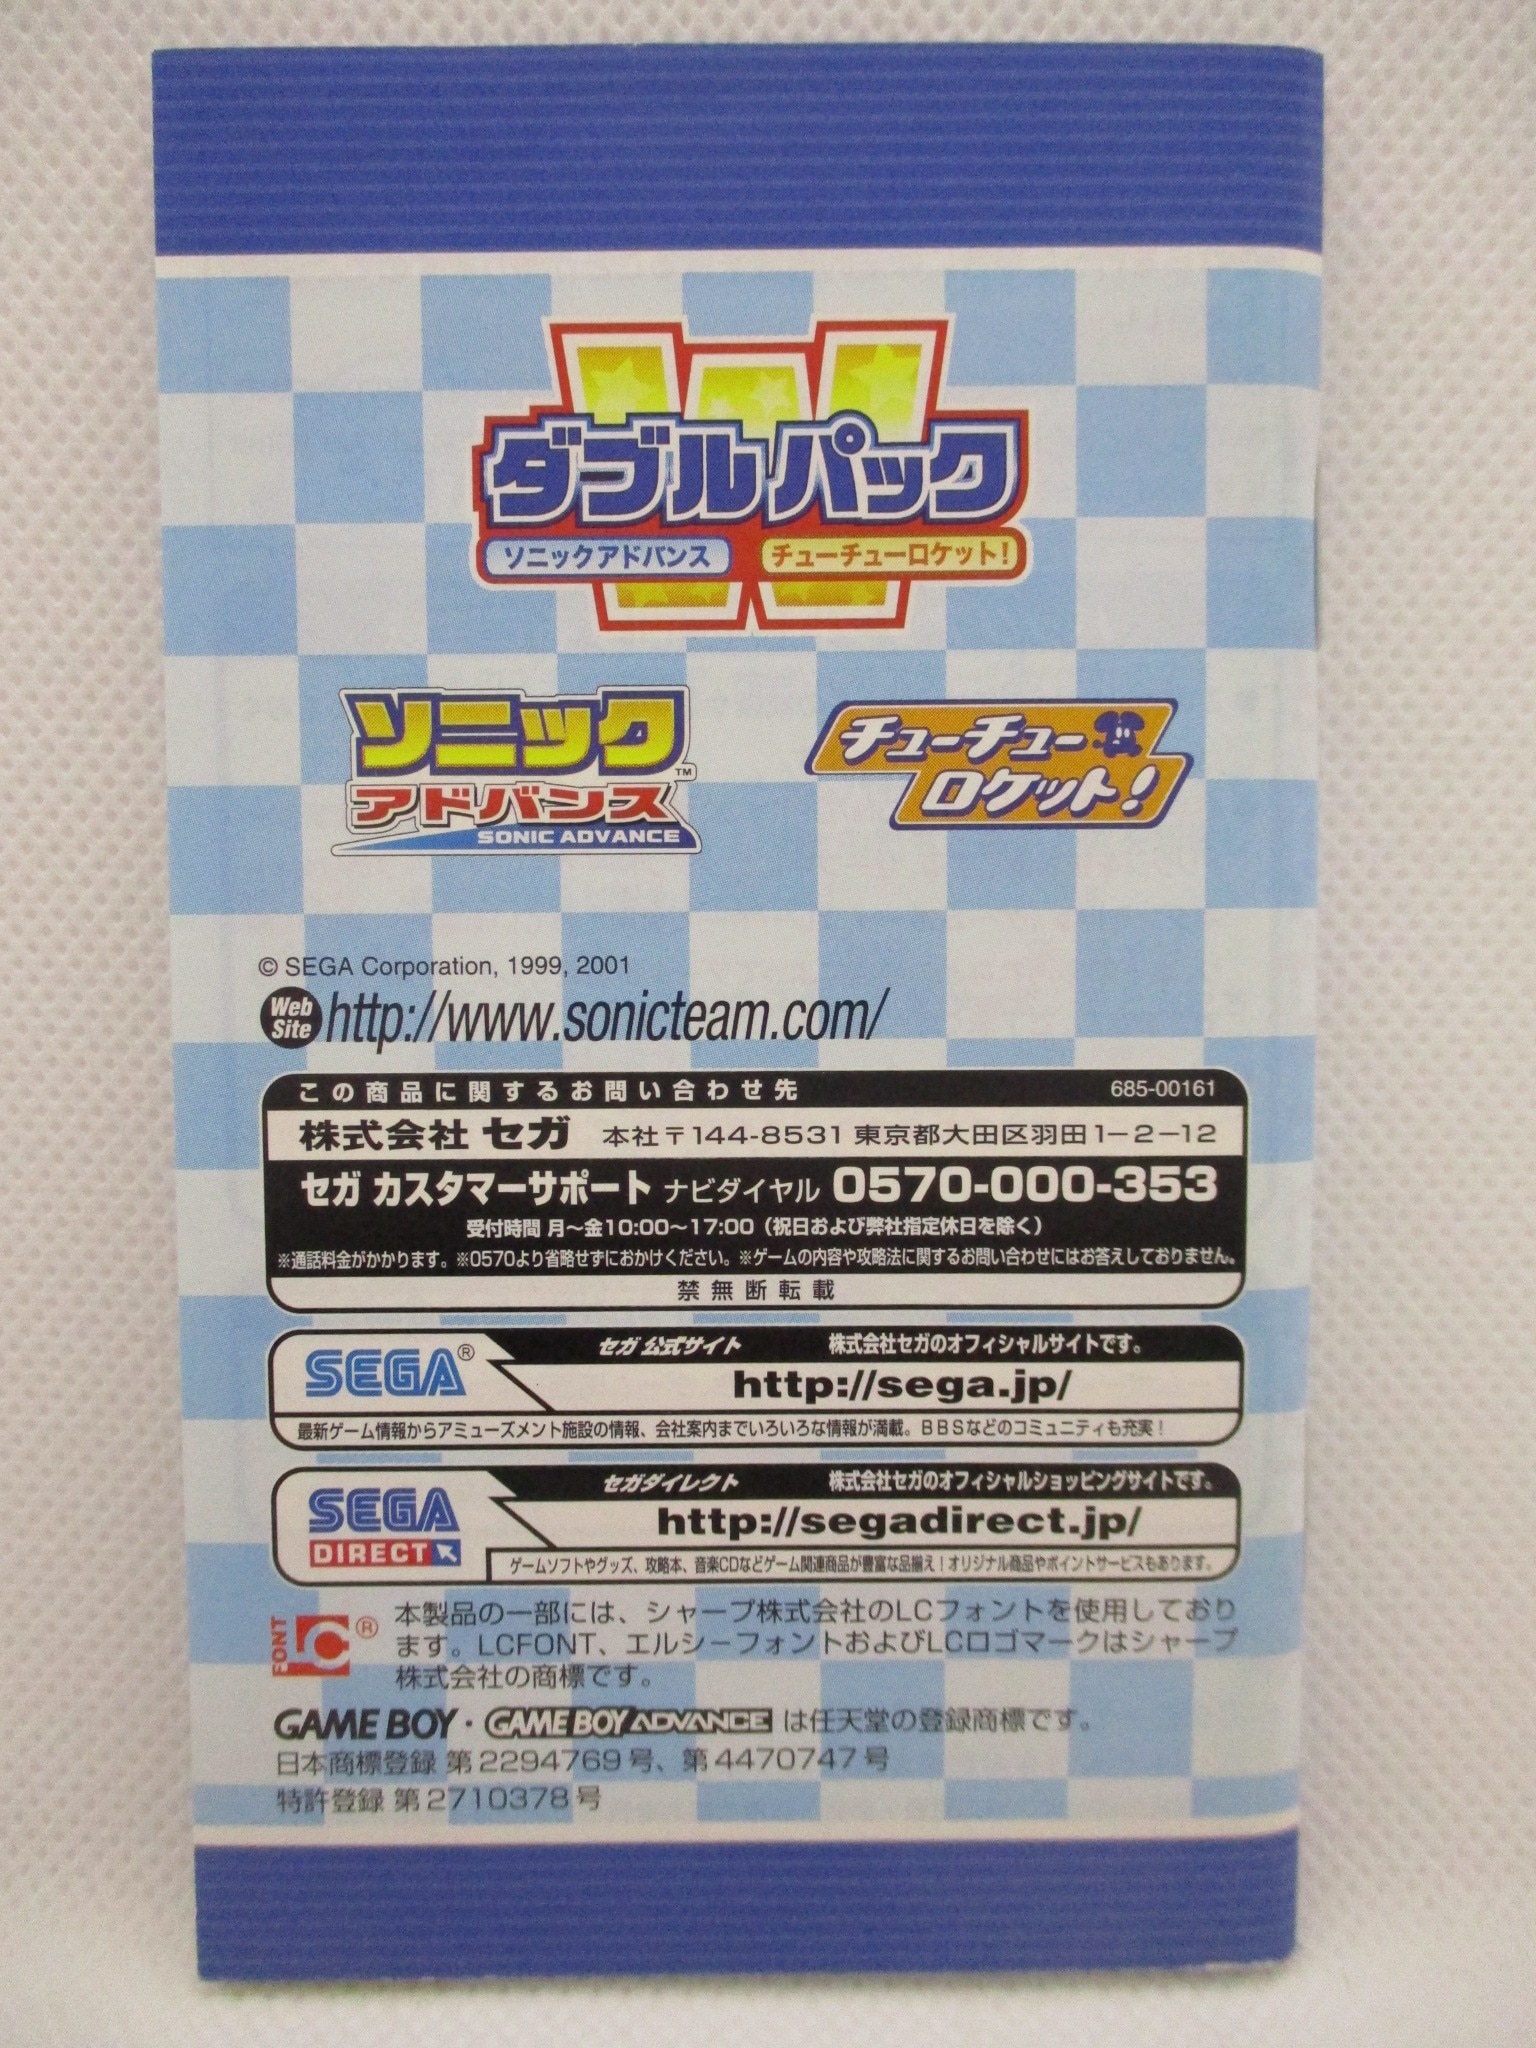 ダブルパック
ソニックアドバンス チューチューロケット!
ソニック™
アドバンス
SONIC ADVANCE
チューチュー
ロケット!
© SEGA Corporation, 1999, 2001
Web Site http://www.sonicteam.com/
この商品に関するお問い合わせ先 685-00161
株式会社 セガ 本社〒144-8531 東京都大田区羽田1-2-12
セガ カスタマーサポート ナビダイヤル 0570-000-353
受付時間 月〜金10:00〜17:00(祝日および弊社指定休日を除く)
※通話料金がかかります。※0570より省略せずにおかけください。※ゲームの内容や攻略法に関するお問い合わせにはお答えしておりません。
禁無断転載
SEGA® セガ 公式サイト 株式会社セガのオフィシャルサイトです。
http://sega.jp/
最新ゲーム情報からアミューズメント施設の情報、会社案内までいろいろな情報が満載。BBSなどのコミュニティも充実!
SEGA DIRECT セガダイレクト 株式会社セガのオフィシャルショッピングサイトです。
http://segadirect.jp/
ゲームソフトやグッズ、攻略本、音楽CDなどゲーム関連商品が豊富な品揃え!オリジナル商品やポイントサービスもあります。
LC FONT® 本製品の一部には、シャープ株式会社のLCフォントを使用しており
ます。LCFONT、エルシーフォントおよびLCロゴマークはシャープ
株式会社の商標です。
GAME BOY・GAME BOY ADVANCE は任天堂の登録商標です。
日本商標登録 第2294769号、第4470747号
特許登録 第2710378号